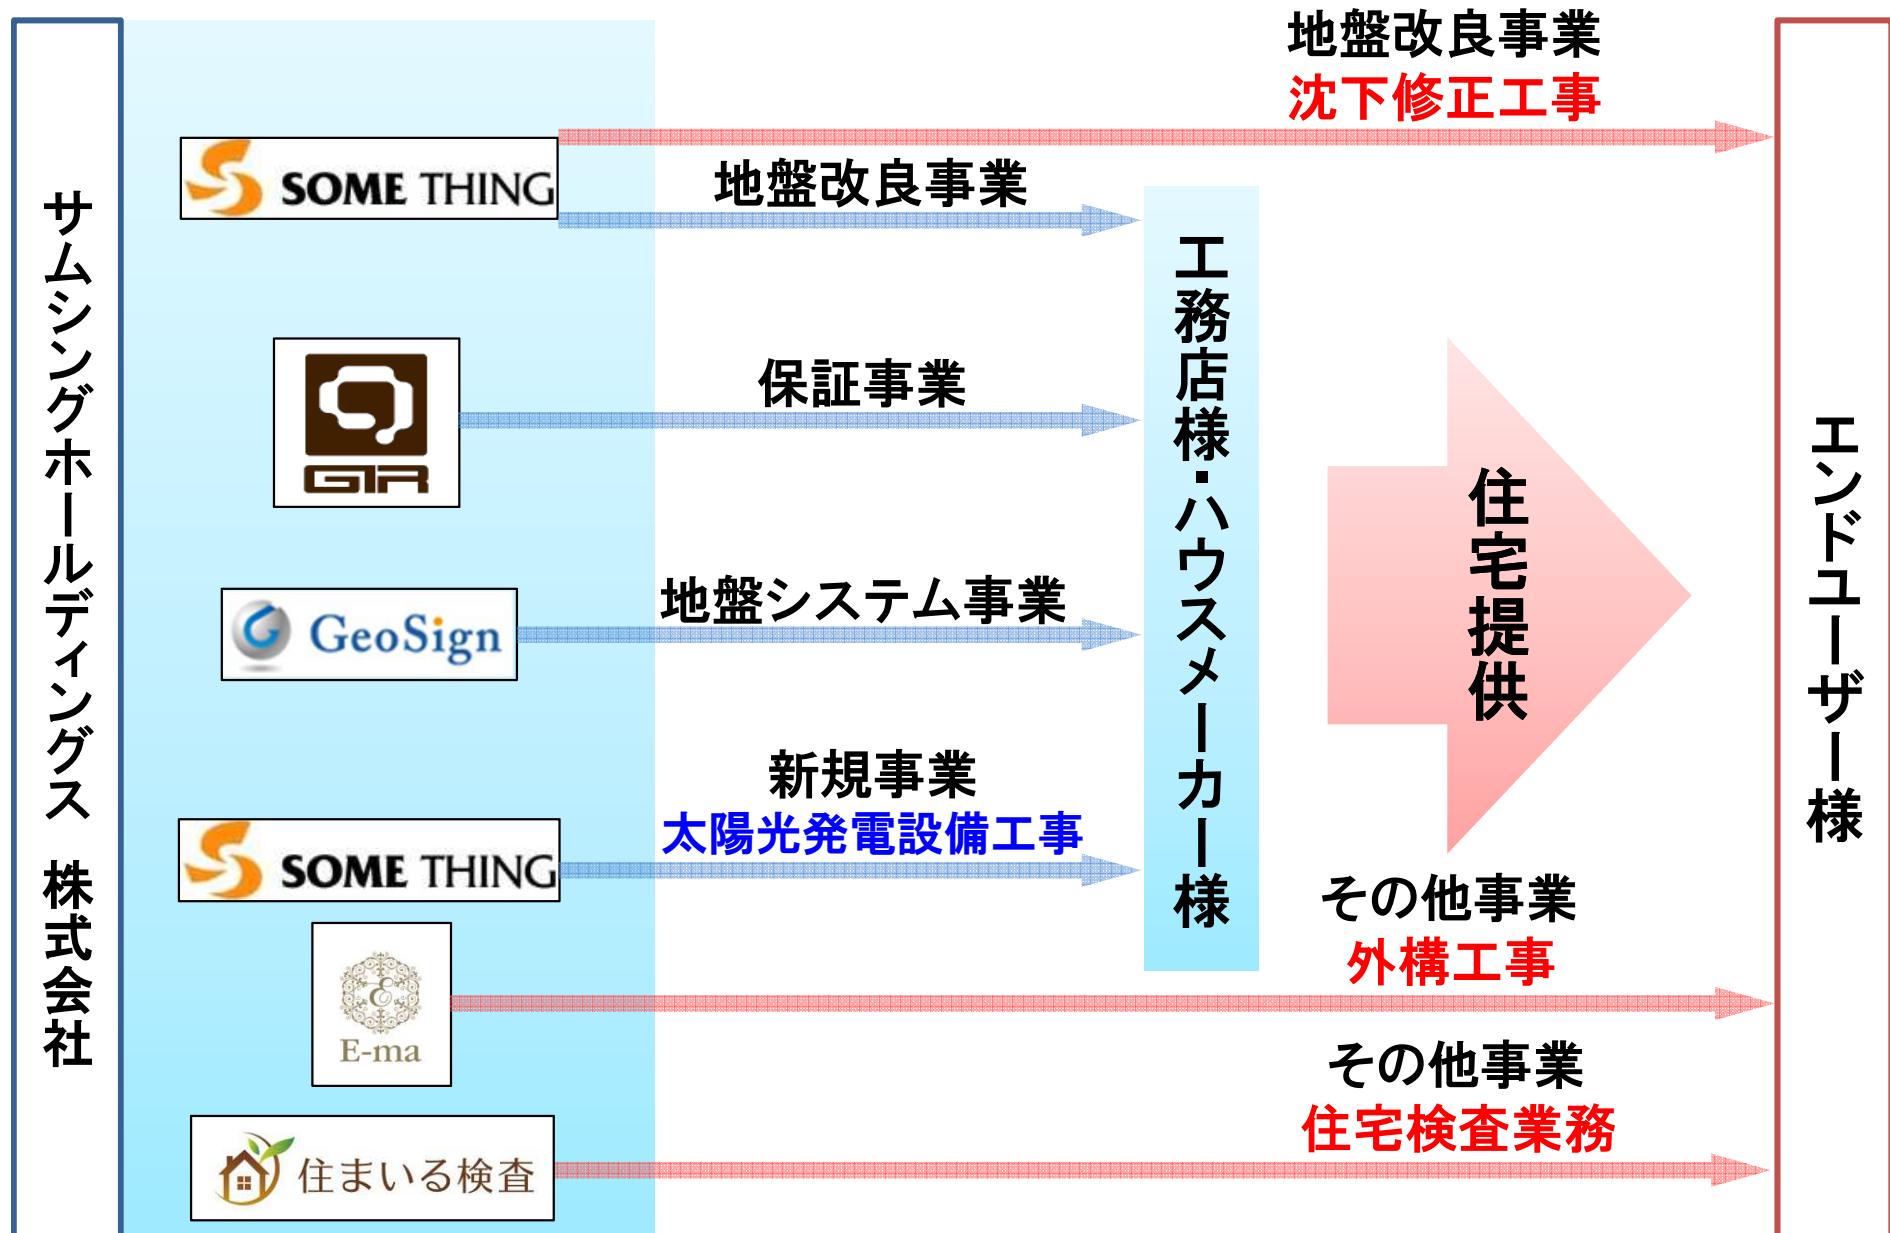 サムシングホールディングス 株式会社
地盤改良事業
沈下修正工事
SOME THING
地盤改良事業
工務店様・ハウスメーカー様
保証事業
GTR
住宅提供
エンドユーザー様
地盤システム事業
GeoSign
新規事業
太陽光発電設備工事
SOME THING
その他事業
外構工事
E
E-ma
その他事業
住宅検査業務
住まいる検査